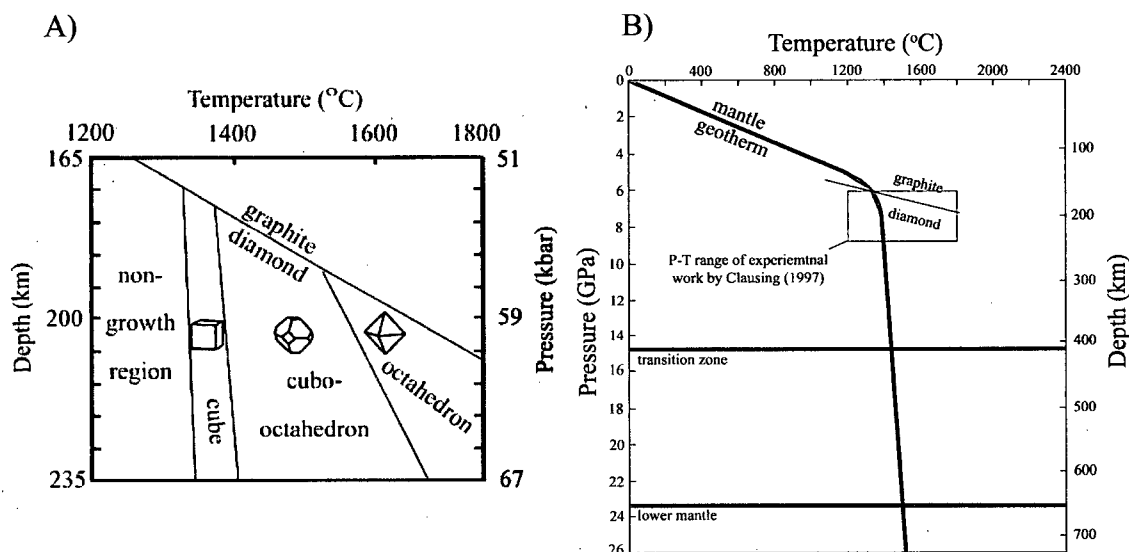 A)
Temperature (°C)
1200 1400 1600 1800
165
200
235
Depth (km)
51
59
67
Pressure (kbar)
graphite
diamond
non-
growth
region
cube
cubo-
octahedron
octahedron
B)
Temperature (°C)
0 400 800 1200 1600 2000 2400
0
2
4
6
8
10
12
14
16
18
20
22
24
26
Pressure (GPa)
100
200
300
400
500
600
700
Depth (km)
mantle
geotherm
graphite
diamond
P-T range of experiemtnal
work by Clausing (1997)
transition zone
lower mantle